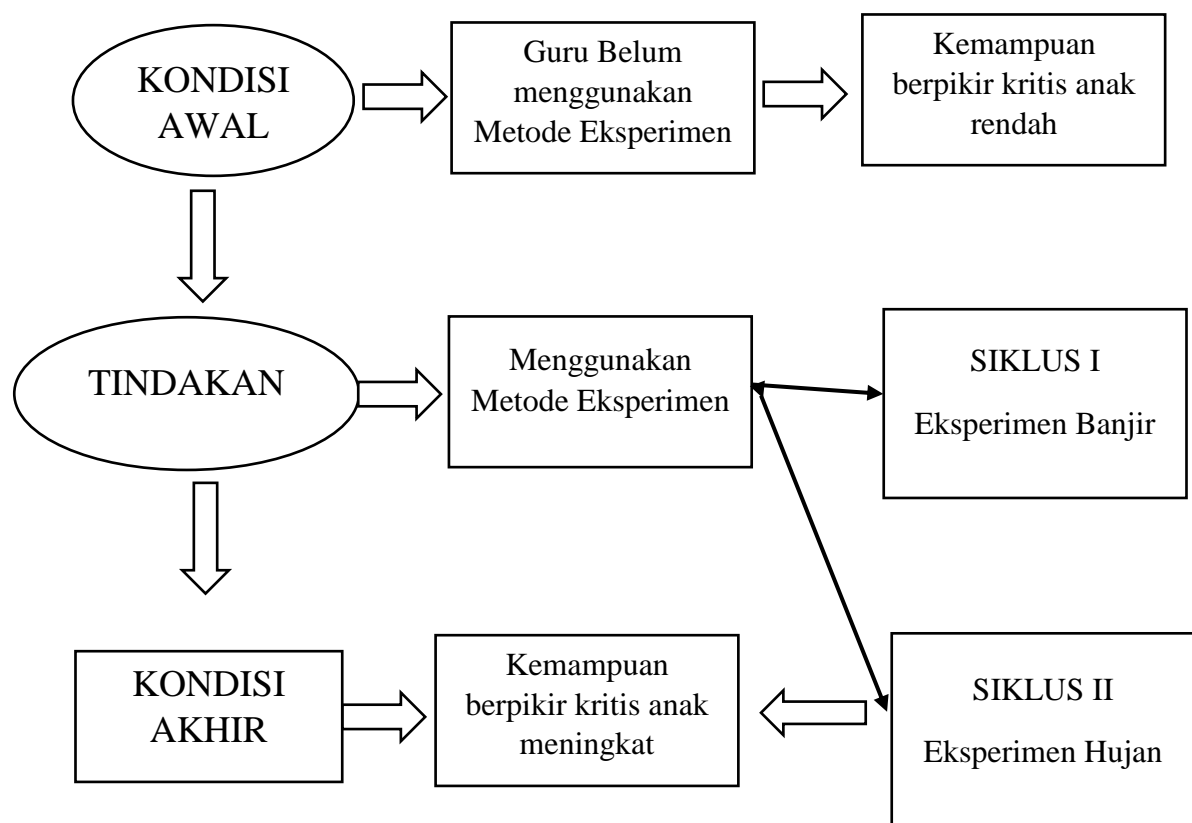 KONDISI
AWAL
Guru Belum
menggunakan
Metode Eksperimen
Kemampuan
berpikir kritis anak
rendah
TINDAKAN
Menggunakan
Metode Eksperimen
SIKLUS I
Eksperimen Banjir
KONDISI
AKHIR
Kemampuan
berpikir kritis anak
meningkat
SIKLUS II
Eksperimen Hujan